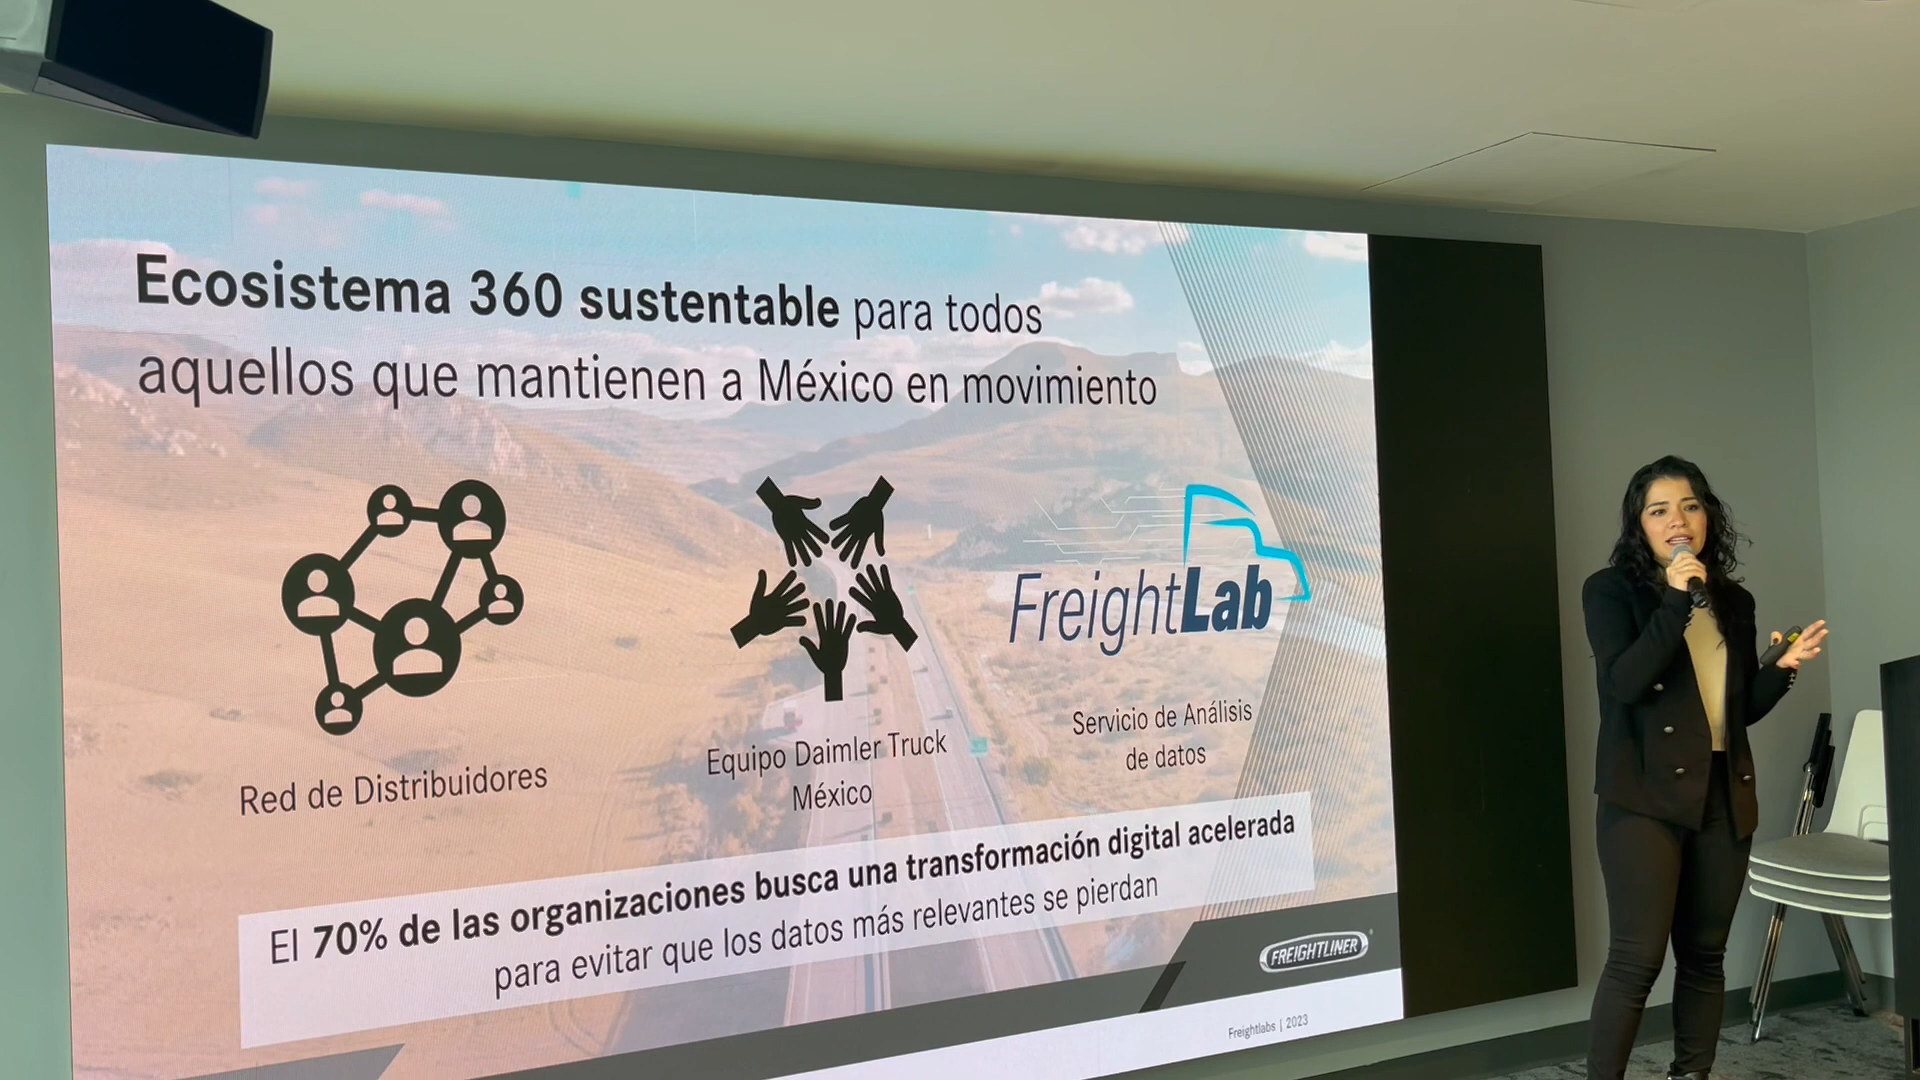 Ecosistema 360 sustentable para todos
aquellos que mantienen a México en movimiento
FreightLab
Red de Distribuidores
Equipo Daimler Truck
México
Servicio de Análisis
de datos
El 70% de las organizaciones busca una transformación digital acelerada
para evitar que los datos más relevantes se pierdan
FREIGHTLINER
Freightlabs | 2023